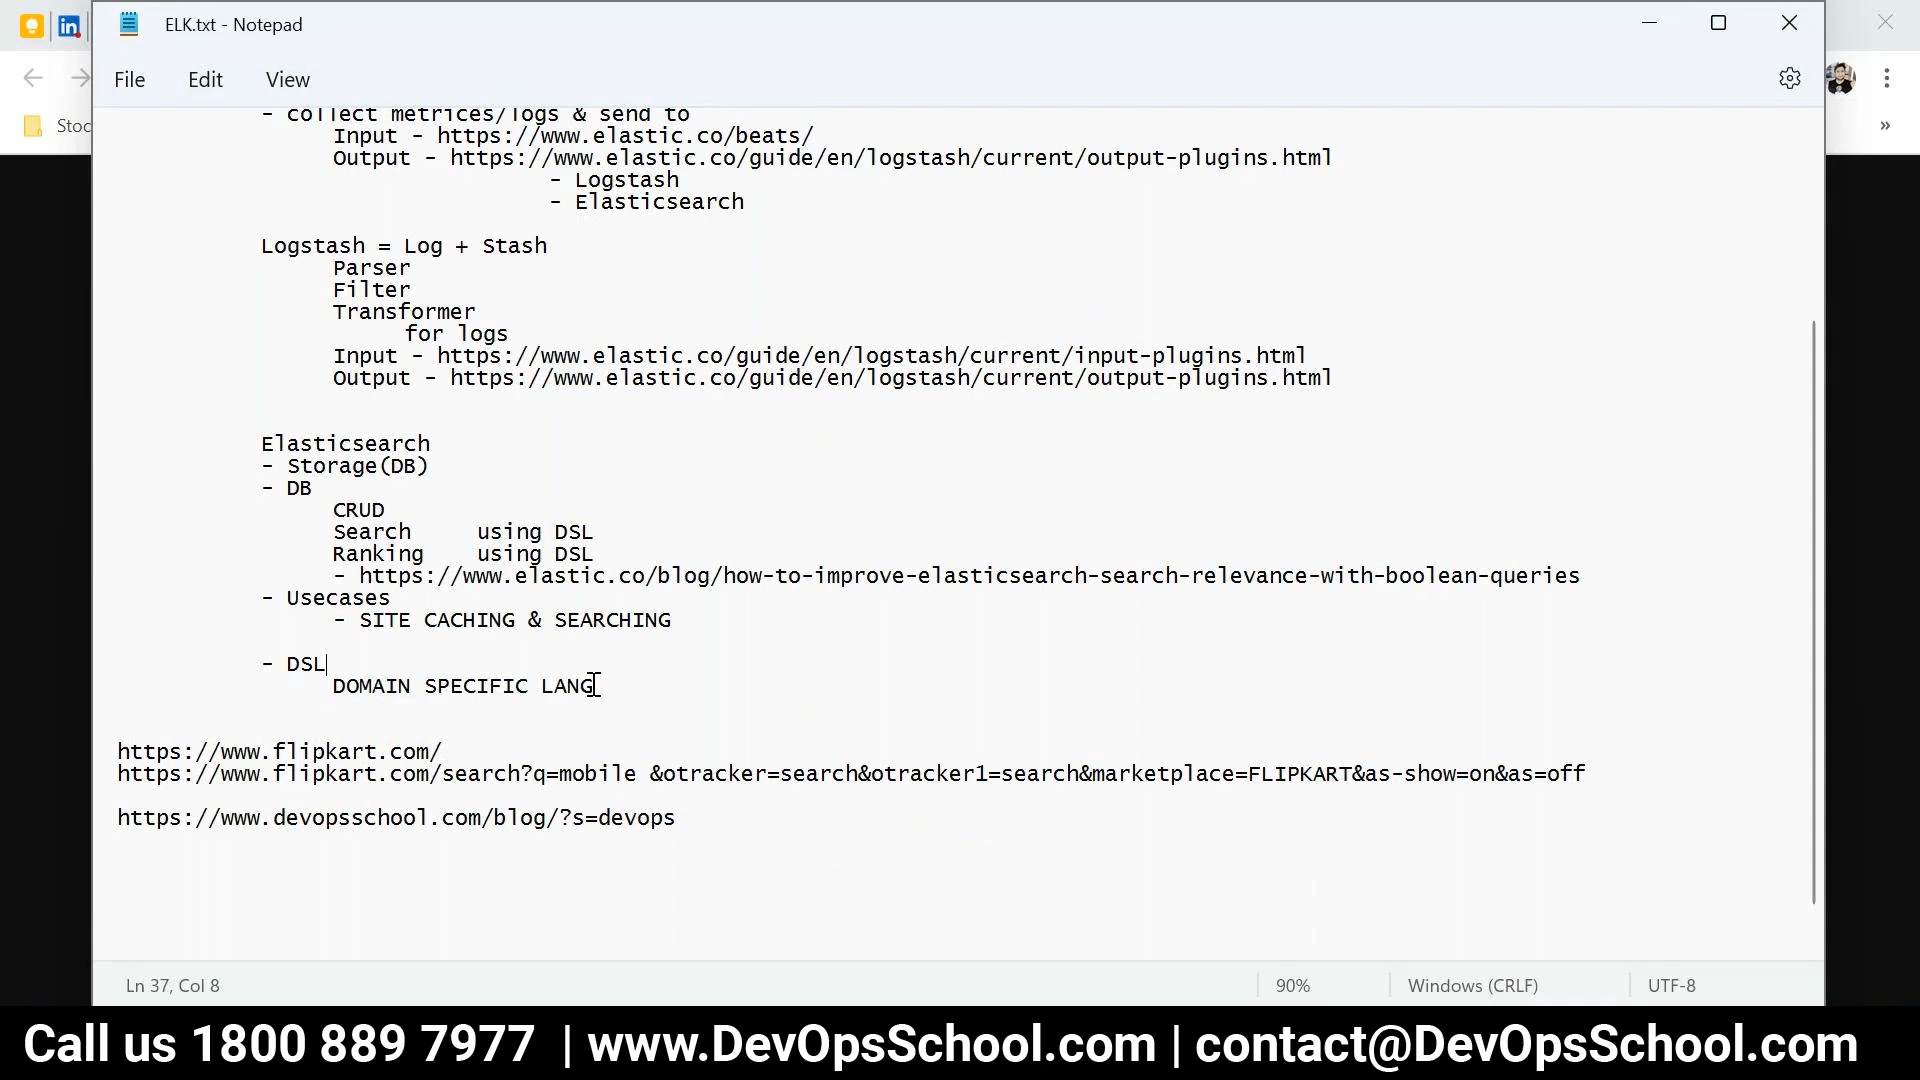 in
ELK.txt - Notepad
File Edit View
Stoc
»
- collect metrices/logs & send to
Input - https://www.elastic.co/beats/
Output - https://www.elastic.co/guide/en/logstash/current/output-plugins.html
- Logstash
- Elasticsearch
Logstash = Log + Stash
Parser
Filter
Transformer
for logs
Input - https://www.elastic.co/guide/en/logstash/current/input-plugins.html
Output - https://www.elastic.co/guide/en/logstash/current/output-plugins.html
Elasticsearch
- Storage(DB)
- DB
CRUD
Search using DSL
Ranking using DSL
- https://www.elastic.co/blog/how-to-improve-elasticsearch-search-relevance-with-boolean-queries
- Usecases
- SITE CACHING & SEARCHING
- DSL
DOMAIN SPECIFIC LANG
https://www.flipkart.com/
https://www.flipkart.com/search?q=mobile &otracker=search&otracker1=search&marketplace=FLIPKART&as-show=on&as=off
https://www.devopsschool.com/blog/?s=devops
Ln 37, Col 8 90% Windows (CRLF) UTF-8
Call us 1800 889 7977 | www.DevOpsSchool.com | contact@DevOpsSchool.com